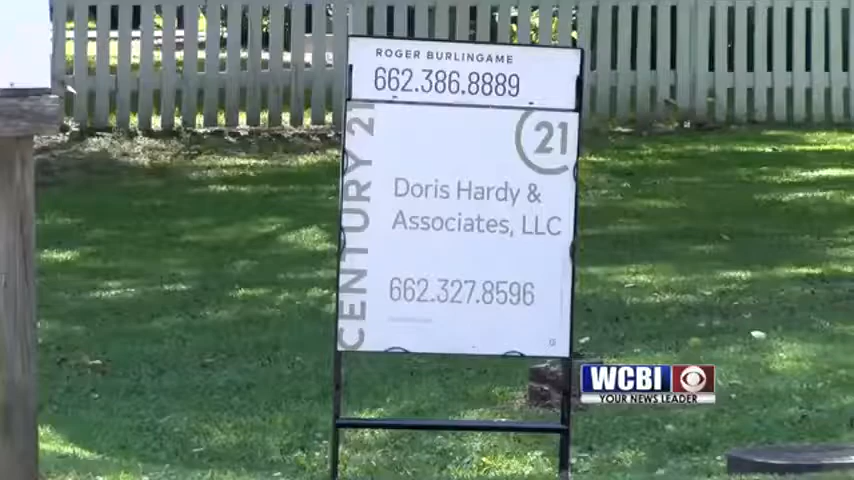 ROGER BURLINGAME
662.386.8889
CENTURY 21
21
Doris Hardy &
Associates, LLC
662.327.8596
WCBI
YOUR NEWS LEADER